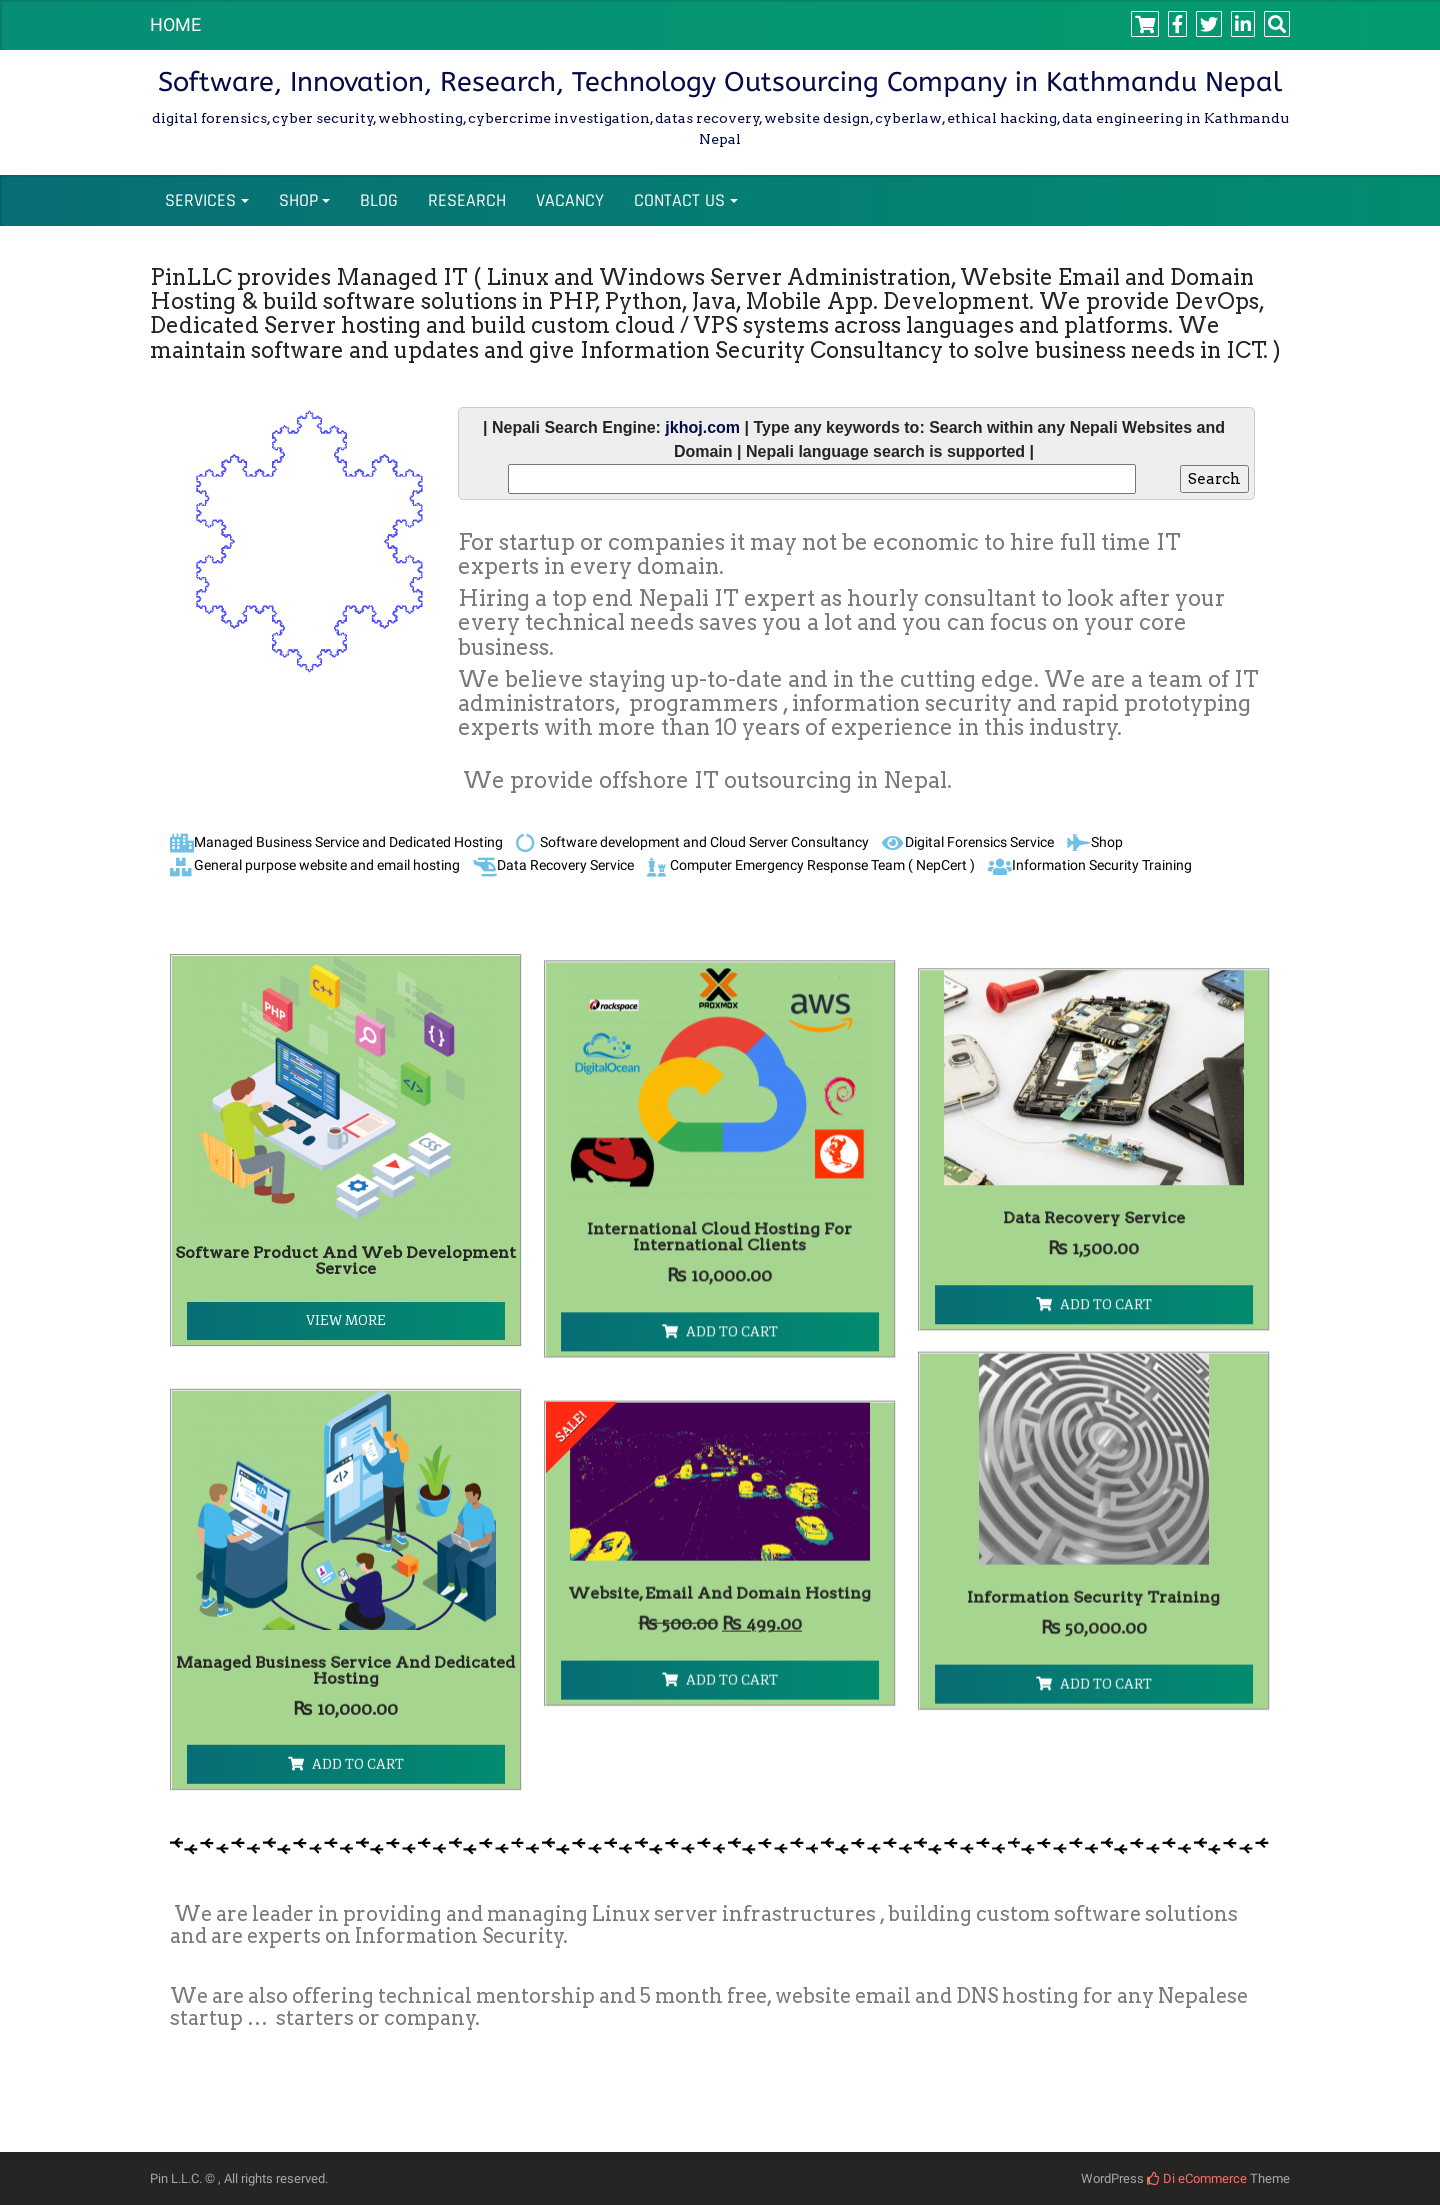 HOME
Software, Innovation, Research, Technology Outsourcing Company in Kathmandu Nepal
digital forensics,cyber security,webhosting,cybercrime investigation,datas recovery,website design,cyberlaw,ethical hacking,data engineering in Kathmandu
Nepal
SERVICES SHOP BLOG RESEARCH VACANCY CONTACT US
PinLLC provides Managed IT ( Linux and Windows Server Administration, Website Email and Domain
Hosting & build software solutions in PHP, Python, Java, Mobile App. Development. We provide DevOps,
Dedicated Server hosting and build custom cloud / VPS systems across languages and platforms. We
maintain software and updates and give Information Security Consultancy to solve business needs in ICT. )
| Nepali Search Engine: jkhoj.com | Type any keywords to: Search within any Nepali Websites and
Domain | Nepali language search is supported |
Search
For startup or companies it may not be economic to hire full time IT
experts in every domain.
Hiring a top end Nepali IT expert as hourly consultant to look after your
every technical needs saves you a lot and you can focus on your core
business.
We believe staying up-to-date and in the cutting edge. We are a team of IT
administrators, programmers , information security and rapid prototyping
experts with more than 10 years of experience in this industry.
We provide offshore IT outsourcing in Nepal.
Managed Business Service and Dedicated Hosting Software development and Cloud Server Consultancy Digital Forensics Service Shop
General purpose website and email hosting Data Recovery Service Computer Emergency Response Team ( NepCert ) Information Security Training
PHP
C++
{ }
</>
CSS
Software Product And Web Development
Service
VIEW MORE
rackspace
PROXMOX
aws
DigitalOcean
International Cloud Hosting For
International Clients
₨ 10,000.00
ADD TO CART
Data Recovery Service
₨ 1,500.00
ADD TO CART
</>
Managed Business Service And Dedicated
Hosting
₨ 10,000.00
ADD TO CART
SALE!
Website,Email And Domain Hosting
₨ 500.00 ₨ 499.00
ADD TO CART
Information Security Training
₨ 50,000.00
ADD TO CART
We are leader in providing and managing Linux server infrastructures , building custom software solutions
and are experts on Information Security.
We are also offering technical mentorship and 5 month free, website email and DNS hosting for any Nepalese
startup … starters or company.
Pin L.L.C. © , All rights reserved.
WordPress Di eCommerce Theme